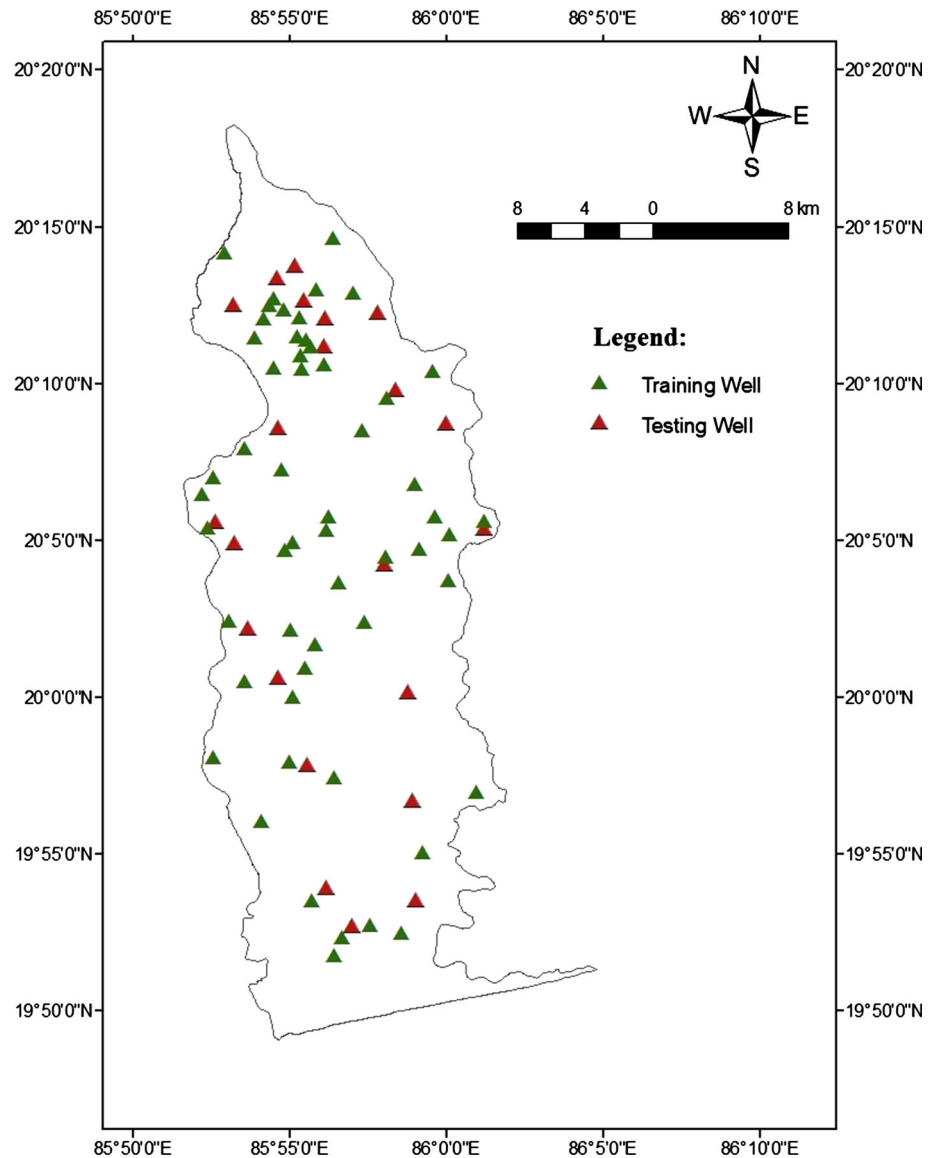 85°50'0"E 85°55'0"E 86°0'0"E 86°5'0"E 86°10'0"E
20°20'0"N 20°20'0"N
N
W E
S
8 4 0 8 km
20°15'0"N 20°15'0"N
Legend:
Training Well
Testing Well
20°10'0"N 20°10'0"N
20°5'0"N 20°5'0"N
20°0'0"N 20°0'0"N
19°55'0"N 19°55'0"N
19°50'0"N 19°50'0"N
85°50'0"E 85°55'0"E 86°0'0"E 86°5'0"E 86°10'0"E